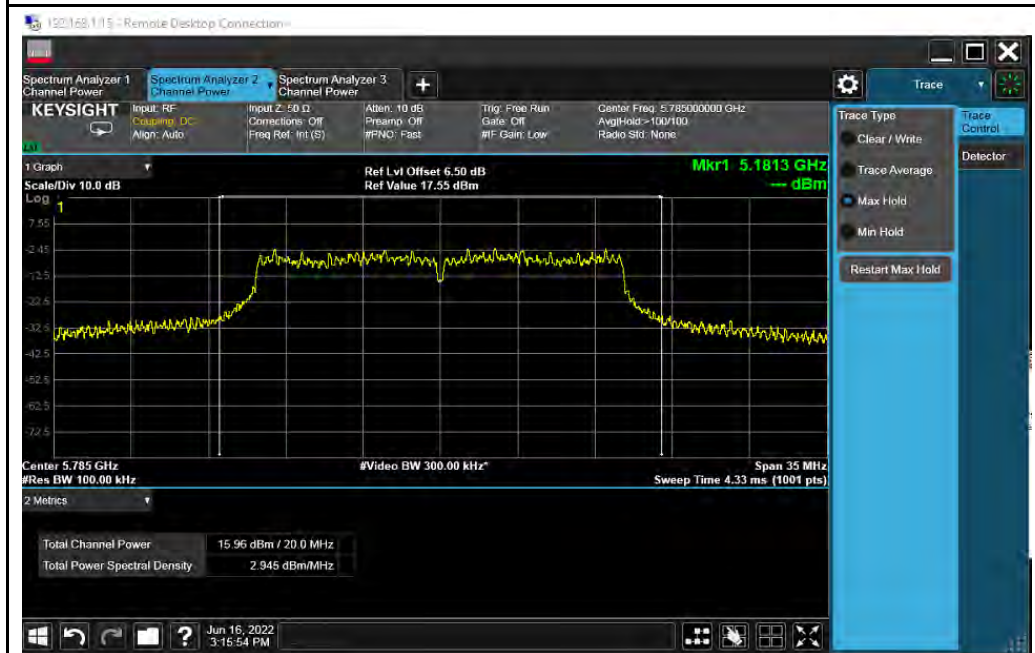 192.168.1.15 - Remote Desktop Connection
Spectrum Analyzer 1
Channel Power
Spectrum Analyzer 2
Channel Power
Spectrum Analyzer 3
Channel Power
+
Trace
KEYSIGHT
Input: RF
Coupling: DC
Align: Auto
Input Z: 50 Ω
Corrections: Off
Freq Ref: Int (S)
Atten: 10 dB
Preamp: Off
#PNO: Fast
Trig: Free Run
Gate: Off
#IF Gain: Low
Center Freq: 5.785000000 GHz
Avg|Hold:>100/100
Radio Std: None
LXI
1 Graph
Scale/Div 10.0 dB
Ref Lvl Offset 6.50 dB
Ref Value 17.55 dBm
Mkr1 5.1813 GHz
--- dBm
Log
1
7.55
-2.45
-12.5
-22.5
-32.5
-42.5
-52.5
-62.5
-72.5
Center 5.785 GHz
#Res BW 100.00 kHz
#Video BW 300.00 kHz*
Span 35 MHz
Sweep Time 4.33 ms (1001 pts)
2 Metrics
Total Channel Power 15.96 dBm / 20.0 MHz
Total Power Spectral Density 2.945 dBm/MHz
Trace Type
Clear / Write
Trace Average
Max Hold
Min Hold
Restart Max Hold
Trace
Control
Detector
?
Jun 16, 2022
3:15:54 PM